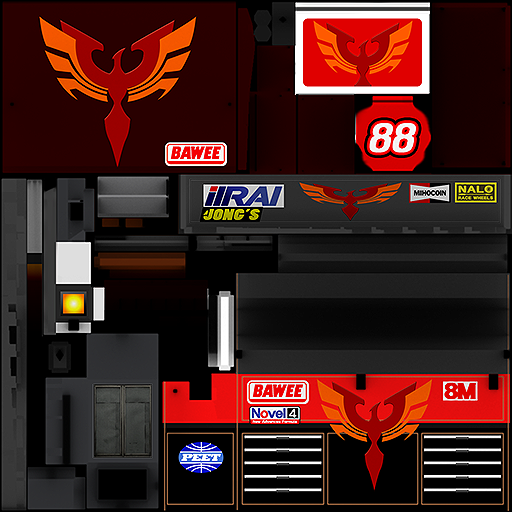 BAWEE
88
iIRAI
JONG'S
MIHOCOIN
NALO
RACE WHEELS
BAWEE
8M
Novel 4
PEET